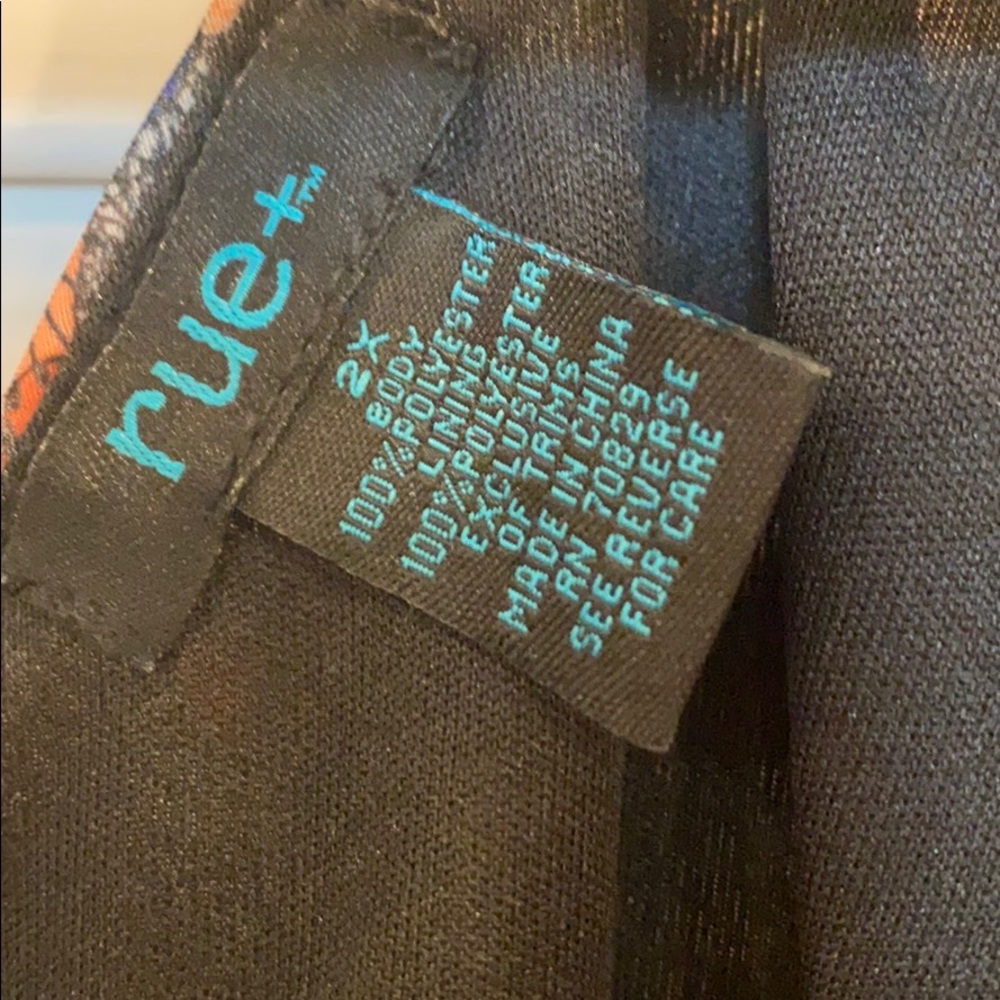 rue+™
2X
BODY
100%POLYESTER
LINING
100%POLYESTER
EXCLUSIVE
OF TRIMS
MADE IN CHINA
RN 70829
SEE REVERSE
FOR CARE